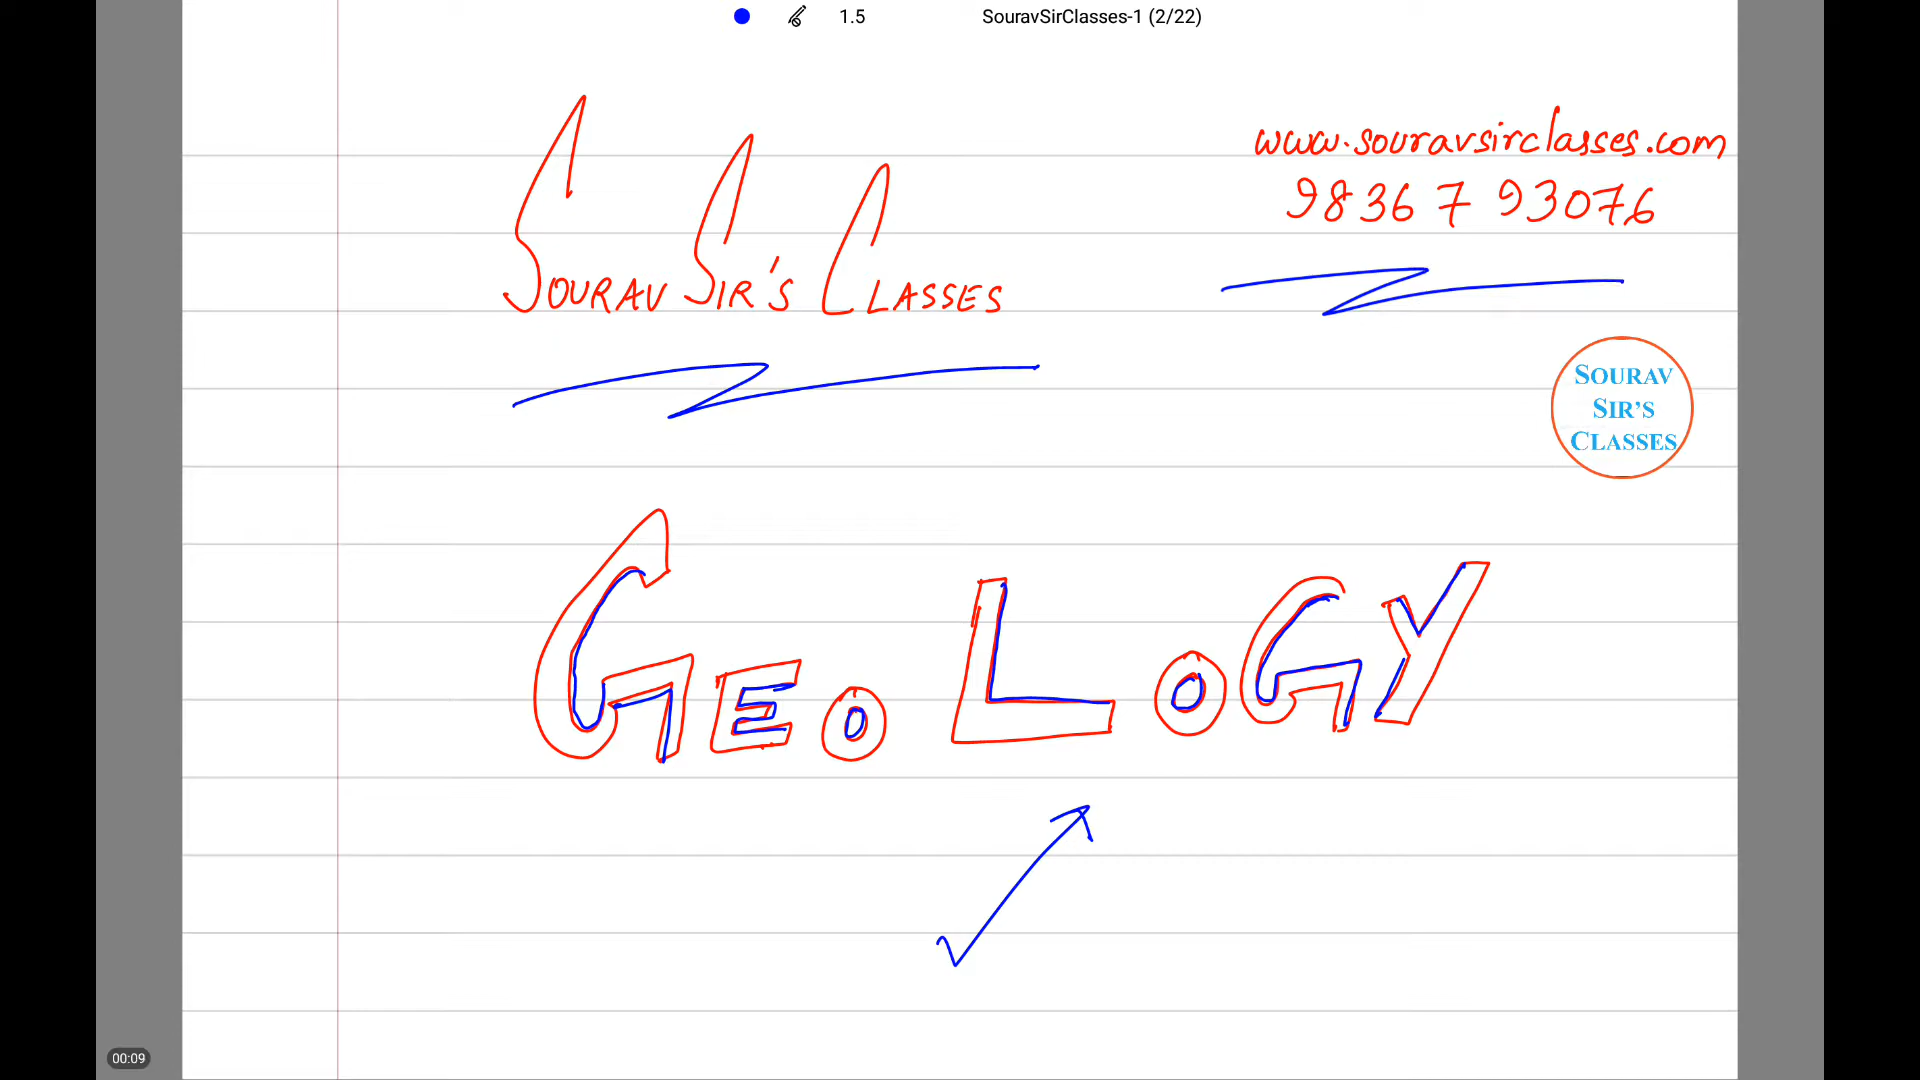 1.5 SouravSirClasses-1 (2/22)
www.souravsirclasses.com
98367 93076
SOURAV SIR'S CLASSES
SOURAV
SIR'S
CLASSES
GEOLOGY
00:09